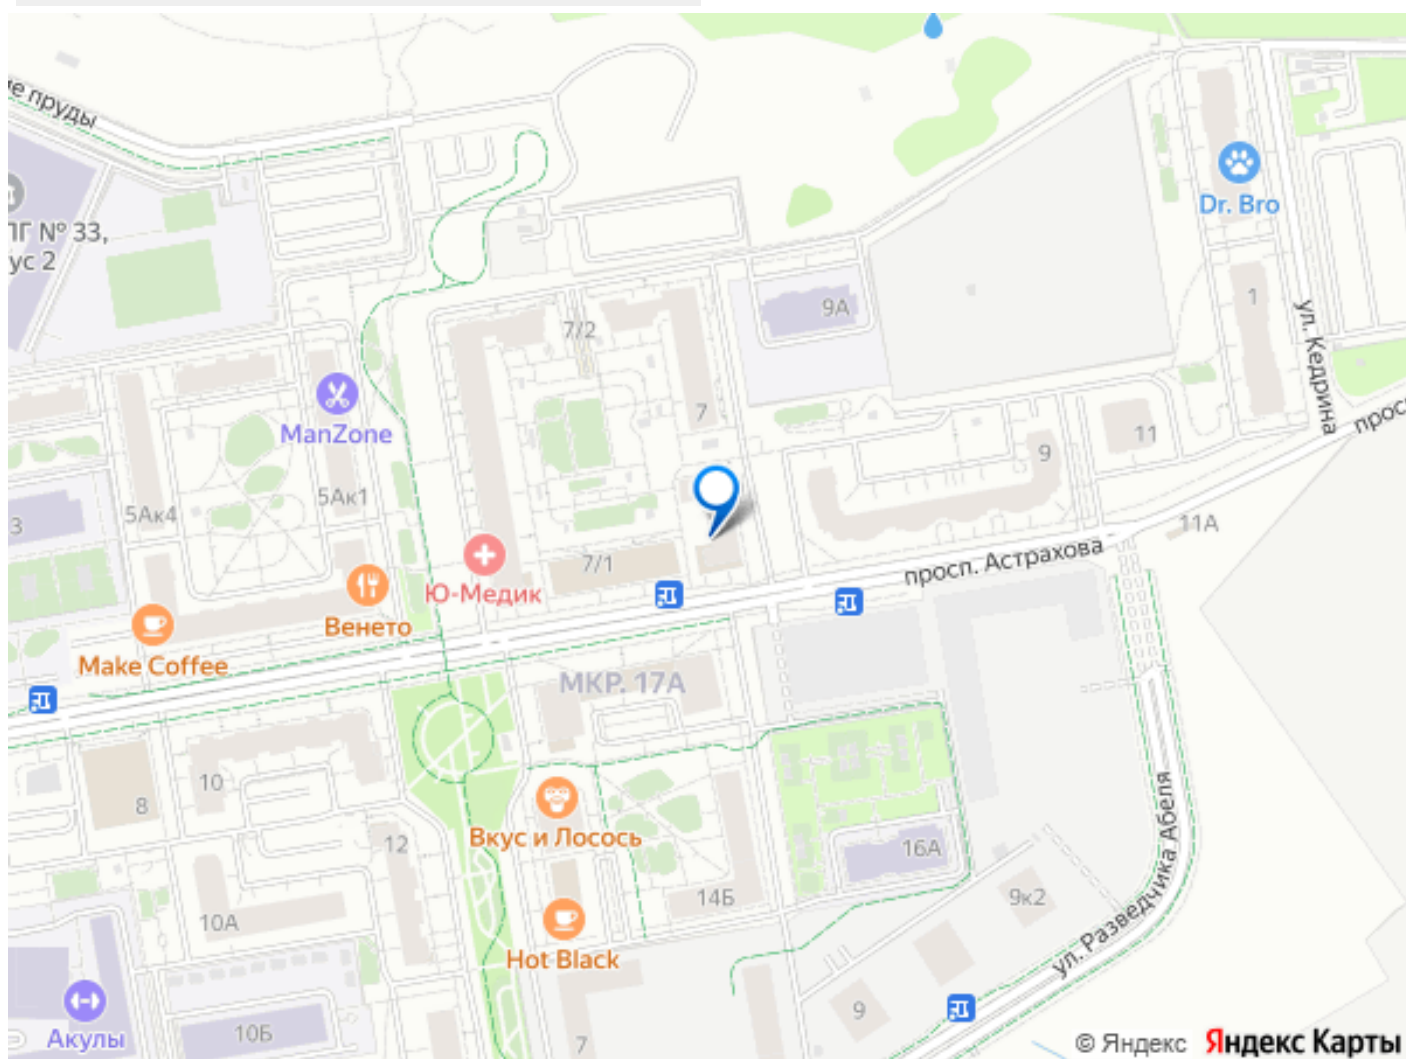 е пруды
ПГ № 33,
ус 2
Dr. Bro
9А
1
ул. Кедрина
7/2
ManZone
7
11
9
просп
5Ак1
5Ак4
3
11А
7/1
просп. Астрахова
Ю-Медик
Венето
Make Coffee
МКР. 17А
10
8
Вкус и Лосось
12
16А
ул. Разведчика Абеля
14Б
9к2
10А
Hot Black
9
10Б
Акулы
7
© Яндекс Яндекс Карты